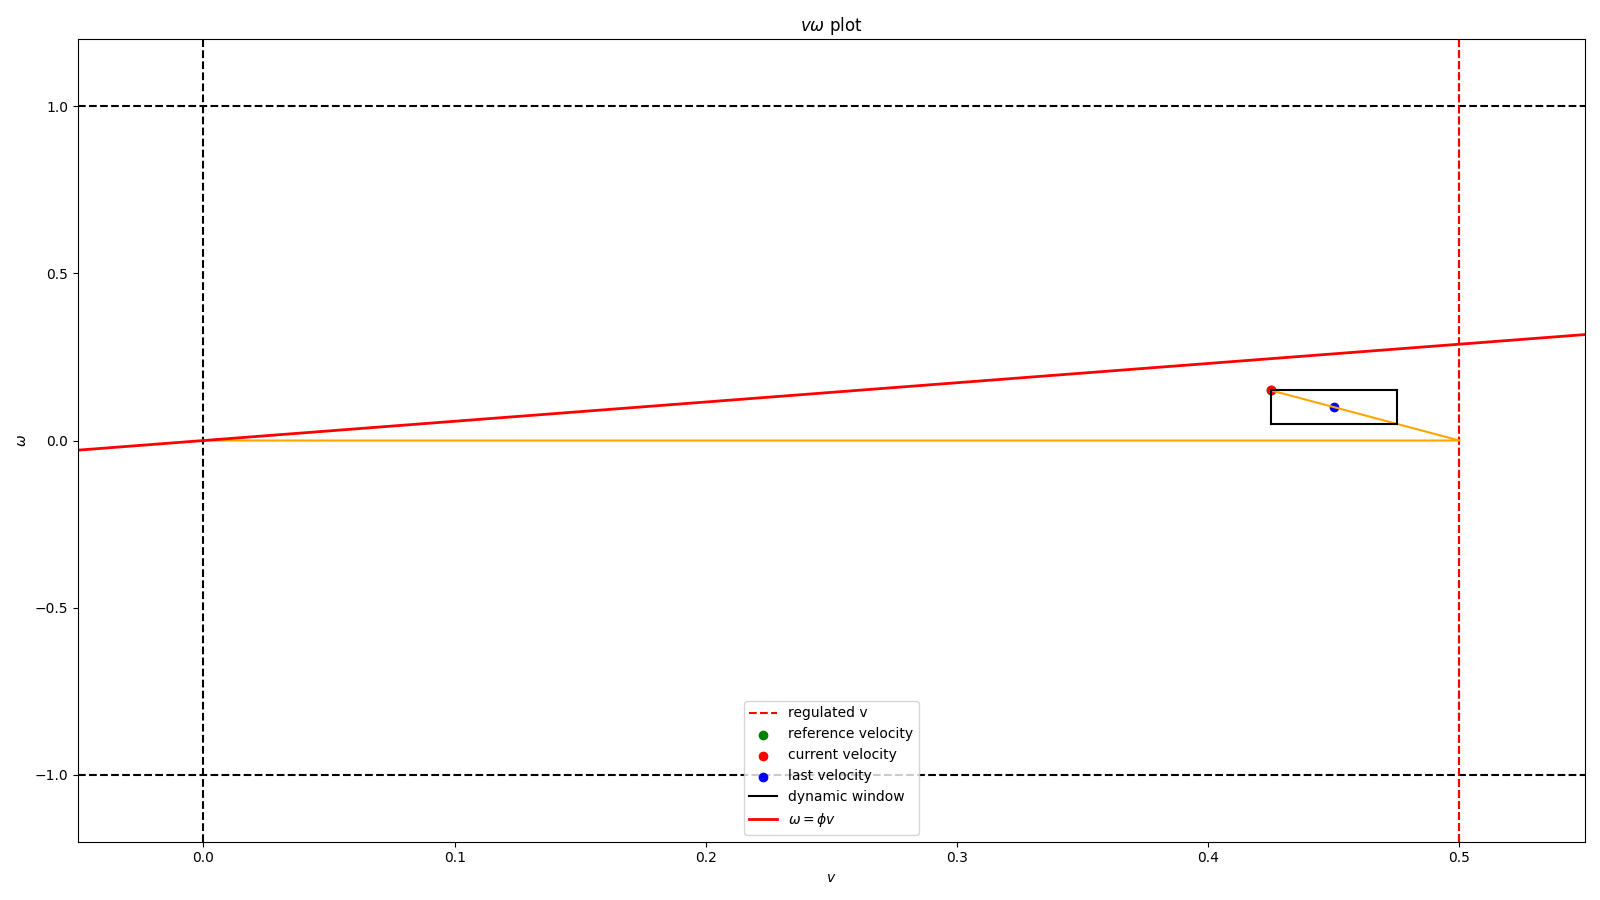 vω plot
1.0
0.5
0.0
−0.5
−1.0
ω
regulated v
reference velocity
current velocity
last velocity
dynamic window
ω = ϕv
0.0 0.1 0.2 0.3 0.4 0.5
v